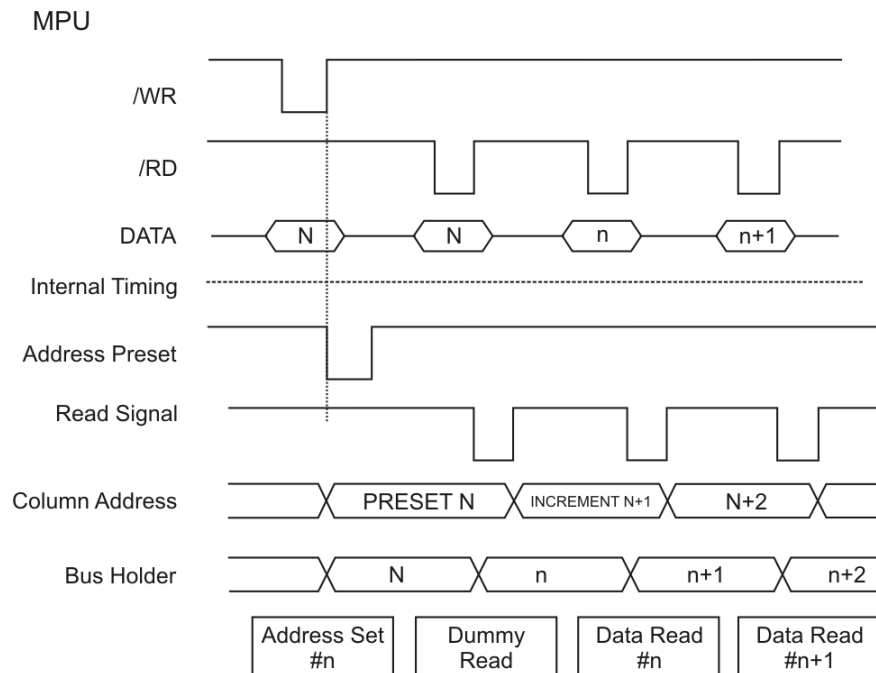 MPU
/WR
/RD
DATA
N
N
n
n+1
Internal Timing
Address Preset
Read Signal
Column Address
PRESET N
INCREMENT N+1
N+2
Bus Holder
N
n
n+1
n+2
Address Set
#n
Dummy
Read
Data Read
#n
Data Read
#n+1